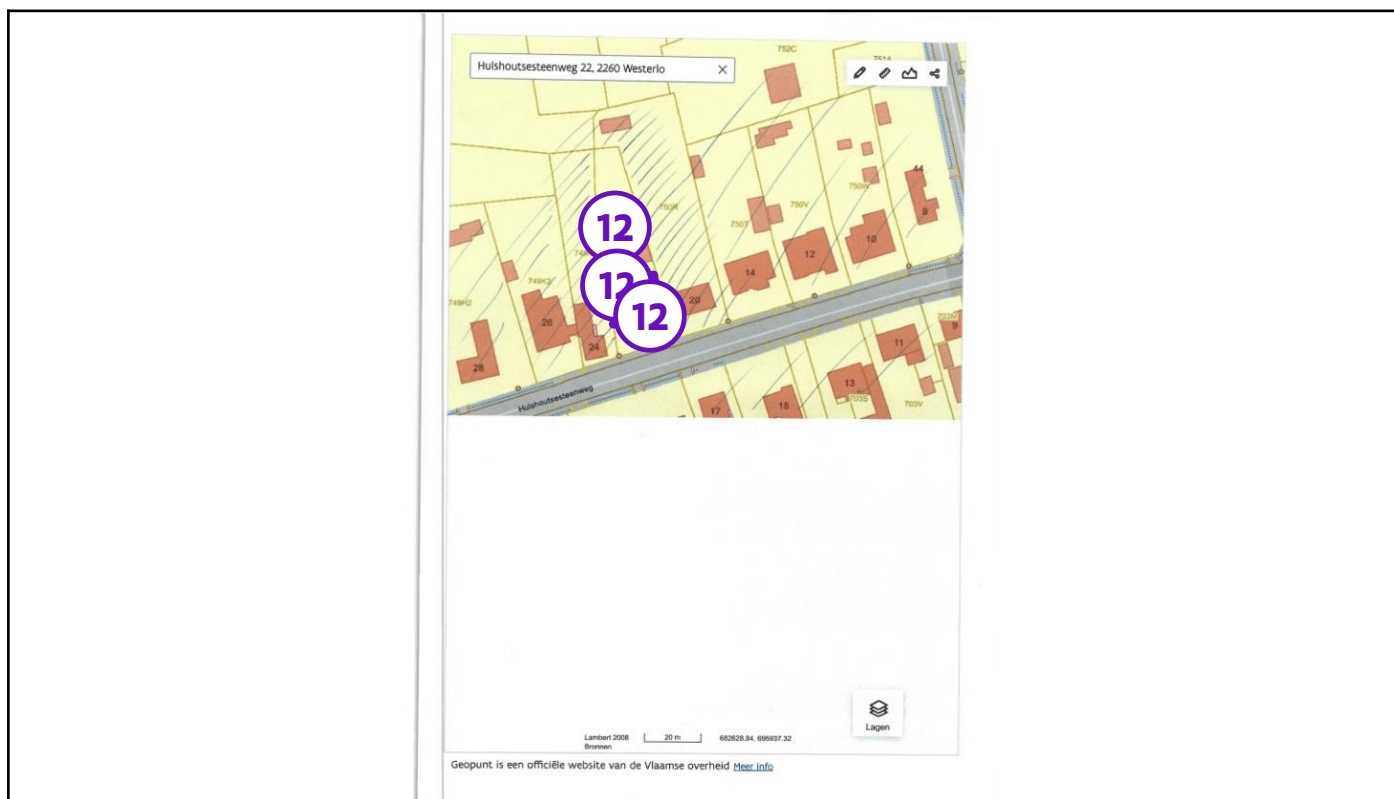 752C
Hulshoutsesteenweg 22, 2260 Westerlo
751A
44
750R
750W
750V
750T
8
12
10
12
14
12
12
20
749K2
749H2
26
24
28
Hulshoutsesteenweg
703M
9
11
13
703S
703V
15
17
Lagen
Lambert 2008
20 m
682628.84, 695937.32
Bronnen
Geopunt is een officiële website van de Vlaamse overheid Meer info